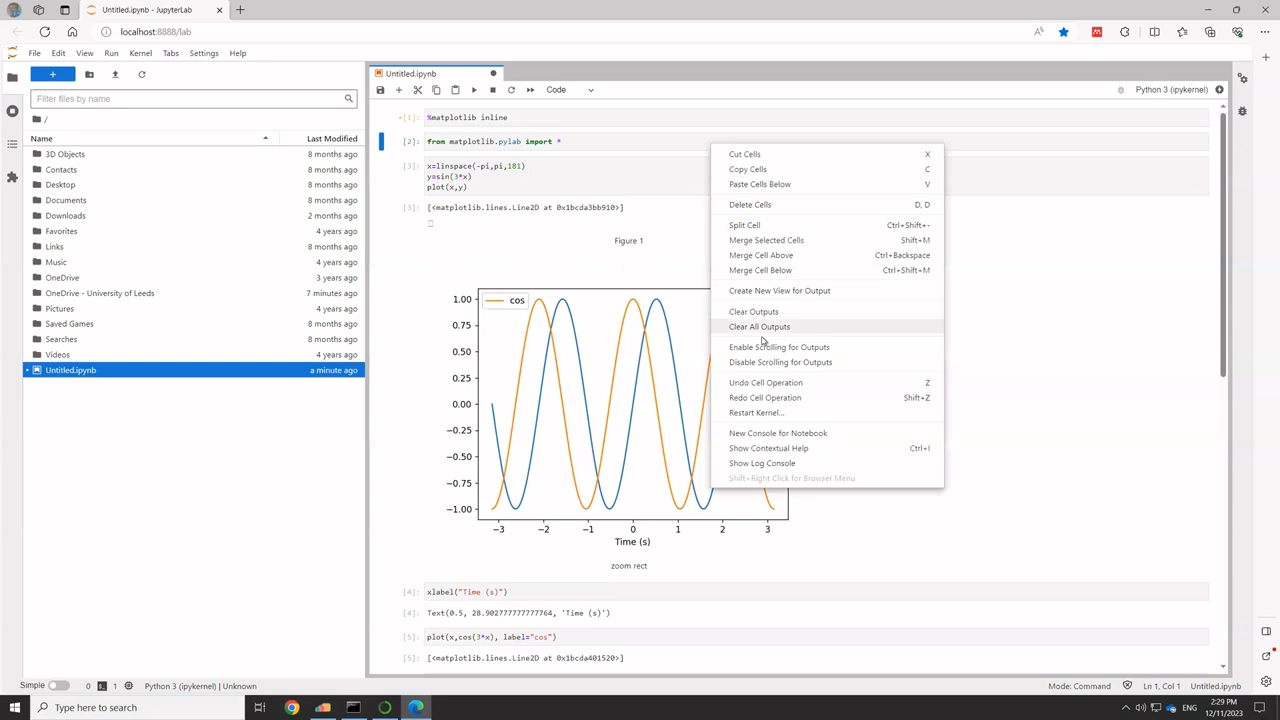 Untitled.ipynb - JupyterLab
localhost:8888/lab
File Edit View Run Kernel Tabs Settings Help
Filter files by name
/
Name Last Modified
3D Objects 8 months ago
Contacts 8 months ago
Desktop 8 months ago
Documents 8 months ago
Downloads 2 months ago
Favorites 4 years ago
Links 8 months ago
Music 4 years ago
OneDrive 3 years ago
OneDrive - University of Leeds 7 minutes ago
Pictures 8 months ago
Saved Games 8 months ago
Searches 8 months ago
Videos 4 years ago
Untitled.ipynb a minute ago
Untitled.ipynb
Code
Python 3 (ipykernel)
[1]: %matplotlib inline
[2]: from matplotlib.pylab import *
[3]: x=linspace(-pi,pi,181)
y=sin(3*x)
plot(x,y)
[3]: [<matplotlib.lines.Line2D at 0x1bcda3bb910>]
Figure 1
cos
1.00
0.75
0.50
0.25
0.00
−0.25
−0.50
−0.75
−1.00
−3 −2 −1 0 1 2 3
Time (s)
zoom rect
[4]: xlabel("Time (s)")
[4]: Text(0.5, 28.902777777777764, 'Time (s)')
[5]: plot(x,cos(3*x), label="cos")
[5]: [<matplotlib.lines.Line2D at 0x1bcda401520>]
Cut Cells X
Copy Cells C
Paste Cells Below V
Delete Cells D, D
Split Cell Ctrl+Shift+-
Merge Selected Cells Shift+M
Merge Cell Above Ctrl+Backspace
Merge Cell Below Ctrl+Shift+M
Create New View for Output
Clear Outputs
Clear All Outputs
Enable Scrolling for Outputs
Disable Scrolling for Outputs
Undo Cell Operation Z
Redo Cell Operation Shift+Z
Restart Kernel...
New Console for Notebook
Show Contextual Help Ctrl+I
Show Log Console
Shift+Right Click for Browser Menu
Simple 0 1 Python 3 (ipykernel) | Unknown
Mode: Command Ln 1, Col 1 Untitled.ipynb
Type here to search
ENG
2:29 PM
12/11/2023